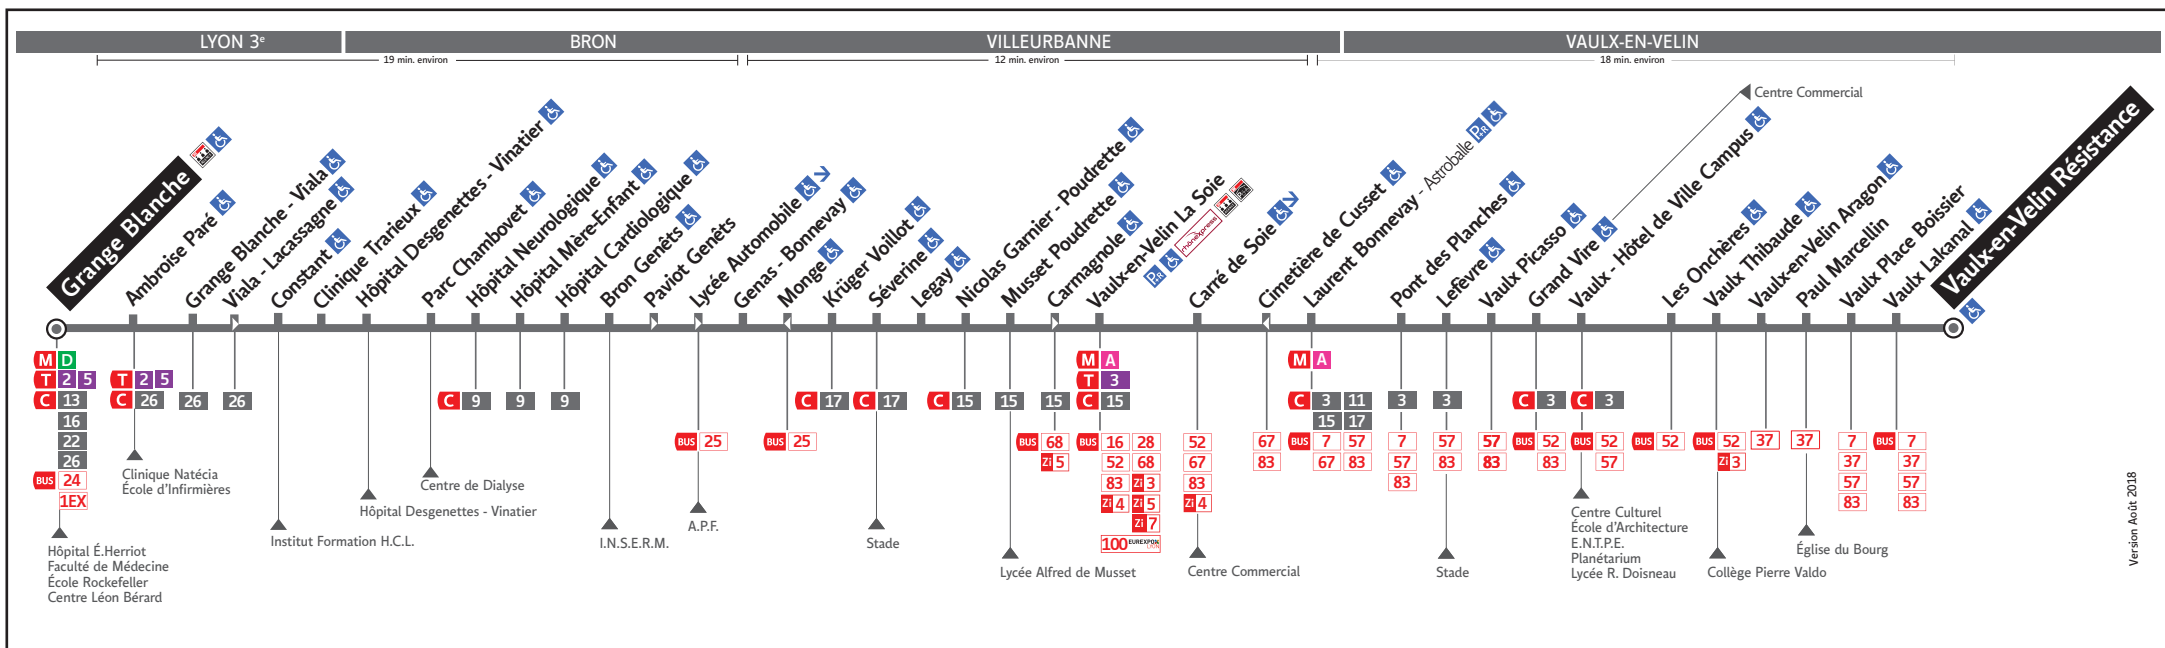 LYON 3e
BRON
VILLEURBANNE
VAULX-EN-VELIN
19 min. environ
12 min. environ
18 min. environ
Centre Commercial
Grange Blanche
Ambroise Paré
Grange Blanche - Viala
Viala - Lacassagne
Constant
Clinique Trarieux
Hôpital Desgenettes - Vinatier
Parc Chambovet
Hôpital Neurologique
Hôpital Mère-Enfant
Hôpital Cardiologique
Bron Genêts
Paviot Genêts
Lycée Automobile
Genas - Bonnevay
Monge
Krüger Voillot
Séverine
Legay
Nicolas Garnier - Poudrette
Musset Poudrette
Carmagnole
Vaulx-en-Velin La Soie
P+R
rhônexpress
Carré de Soie
Cimetière de Cusset
Laurent Bonnevay - Astroballe
P+R
Pont des Planches
Lefèvre
Vaulx Picasso
Grand Vire
Vaulx - Hôtel de Ville Campus
Les Onchères
Vaulx Thibaude
Vaulx-en-Velin Aragon
Paul Marcellin
Vaulx Place Boissier
Vaulx Lakanal
Vaulx-en-Velin Résistance
M D
T 2 5
C 13
16
22
26
BUS 24
1EX
Hôpital É.Herriot
Faculté de Médecine
École Rockefeller
Centre Léon Bérard
T 2 5
C 26
Clinique Natécia
École d'Infirmières
26
26
Institut Formation H.C.L.
Hôpital Desgenettes - Vinatier
Centre de Dialyse
C 9
9
9
I.N.S.E.R.M.
BUS 25
A.P.F.
BUS 25
C 17
C 17
Stade
C 15
15
Lycée Alfred de Musset
15
BUS 68
Zi 5
M A
T 3
C 15
BUS 16 28
52 68
83 Zi 3
Zi 4 Zi 5
Zi 7
100 EUREXPO LYON
52
67
83
Zi 4
Centre Commercial
67
83
M A
C 3 11
15 17
BUS 7 57
67 83
3
7
57
83
3
57
83
Stade
57
83
C 3
BUS 52
83
C 3
BUS 52
57
Centre Culturel
École d'Architecture
E.N.T.P.E.
Planétarium
Lycée R. Doisneau
BUS 52
BUS 52
Zi 3
Collège Pierre Valdo
37
37
Église du Bourg
7
37
57
83
BUS 7
37
57
83
Version Août 2018